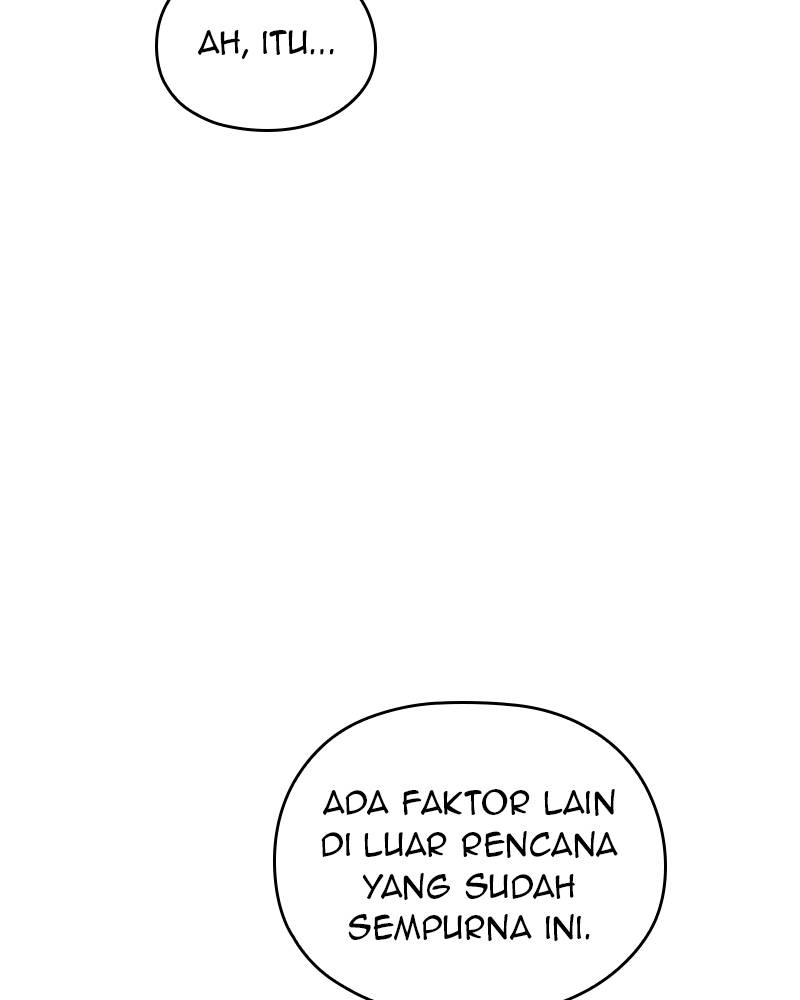 AH, ITU...
ADA FAKTOR LAIN
DI LUAR RENCANA
YANG SUDAH
SEMPURNA INI.